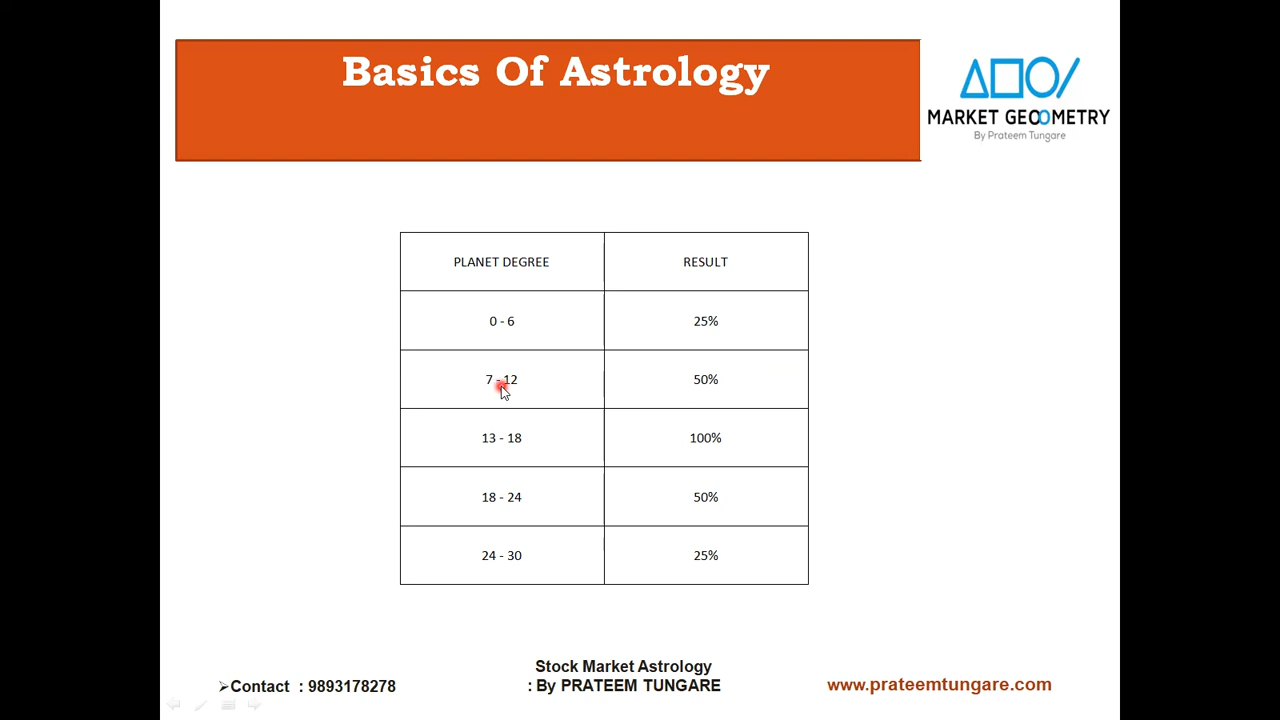 Basics Of Astrology
MARKET GEOOMETRY
By Prateem Tungare
PLANET DEGREE RESULT
0 - 6 25%
7 - 12 50%
13 - 18 100%
18 - 24 50%
24 - 30 25%
Stock Market Astrology
➢Contact : 9893178278 : By PRATEEM TUNGARE www.prateemtungare.com